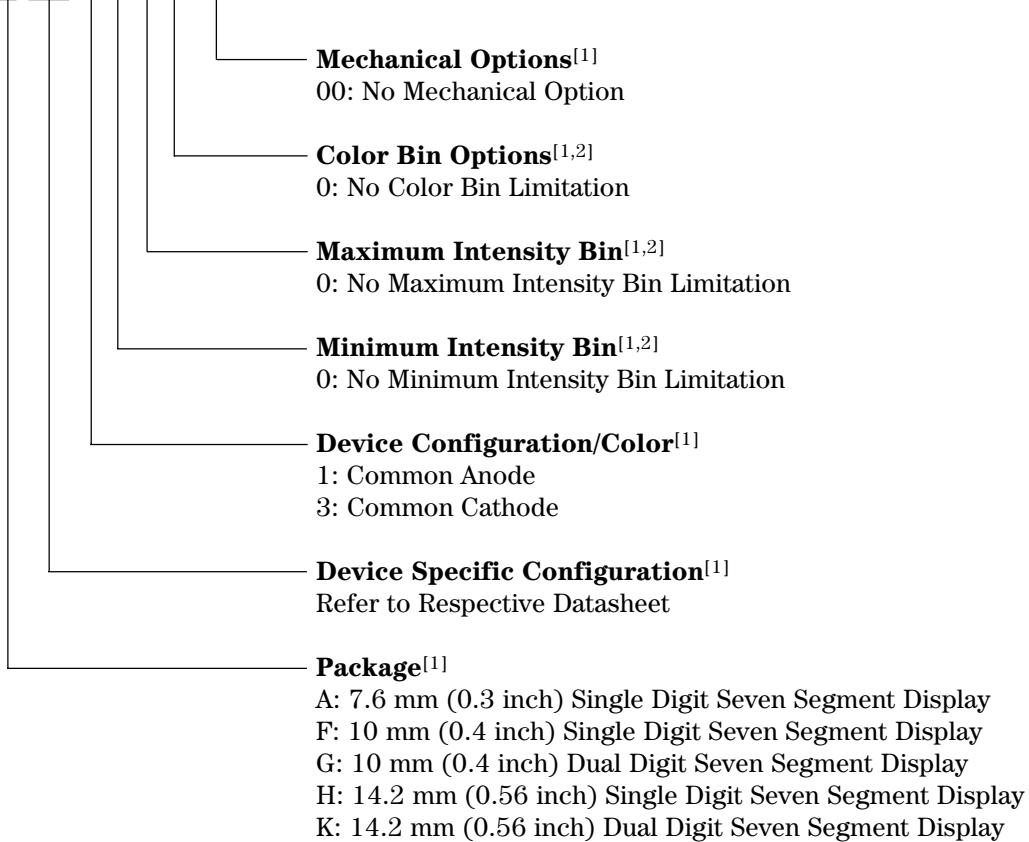 Mechanical Options[1]
00: No Mechanical Option
Color Bin Options[1,2]
0: No Color Bin Limitation
Maximum Intensity Bin[1,2]
0: No Maximum Intensity Bin Limitation
Minimum Intensity Bin[1,2]
0: No Minimum Intensity Bin Limitation
Device Configuration/Color[1]
1: Common Anode
3: Common Cathode
Device Specific Configuration[1]
Refer to Respective Datasheet
Package[1]
A: 7.6 mm (0.3 inch) Single Digit Seven Segment Display
F: 10 mm (0.4 inch) Single Digit Seven Segment Display
G: 10 mm (0.4 inch) Dual Digit Seven Segment Display
H: 14.2 mm (0.56 inch) Single Digit Seven Segment Display
K: 14.2 mm (0.56 inch) Dual Digit Seven Segment Display